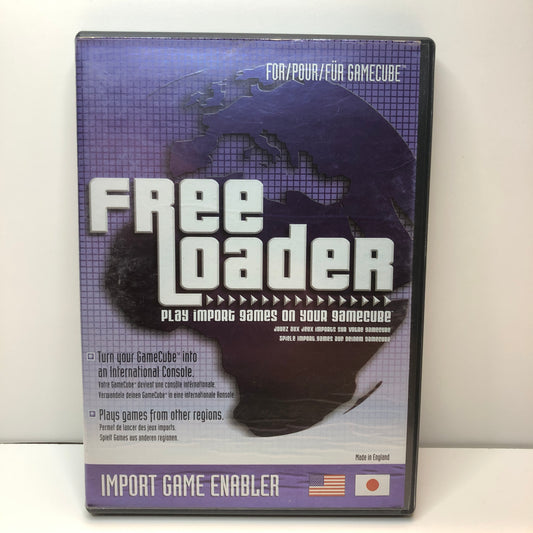 FOR/POUR/FÜR GAMECUBE™
FREE
LOADER
PLAY IMPORT GAMES ON YOUR GAMECUBE
JOUEZ AUX JEUX IMPORTS SUR VOTRE GAMECUBE
SPIELE IMPORT GAMES AUF DEINEM GAMECUBE
Turn your GameCube™ into
an International Console.
Votre GameCube™ devient une console internationale.
Verwandele deinen GameCube™ in eine internationale Konsole.
Plays games from other regions.
Permet de lancer des jeux imports.
Spielt Games aus anderen regionen.
Made in England
IMPORT GAME ENABLER